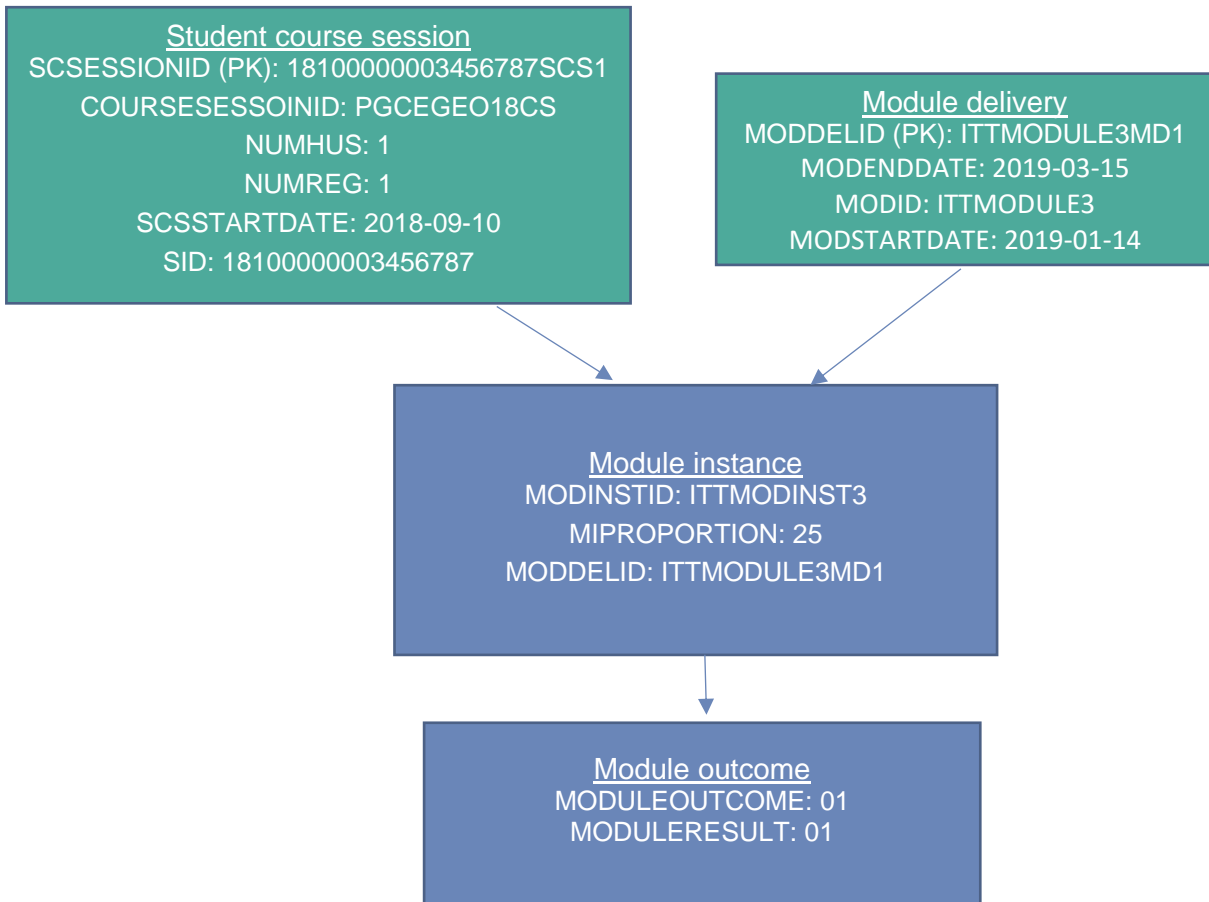 Student course session
SCSESSIONID (PK): 18100000003456787SCS1
COURSESESSOINID: PGCEGEO18CS
NUMHUS: 1
NUMREG: 1
SCSSTARTDATE: 2018-09-10
SID: 18100000003456787
Module delivery
MODDELID (PK): ITTMODULE3MD1
MODENDDATE: 2019-03-15
MODID: ITTMODULE3
MODSTARTDATE: 2019-01-14
Module instance
MODINSTID: ITTMODINST3
MIPROPORTION: 25
MODDELID: ITTMODULE3MD1
Module outcome
MODULEOUTCOME: 01
MODULERESULT: 01